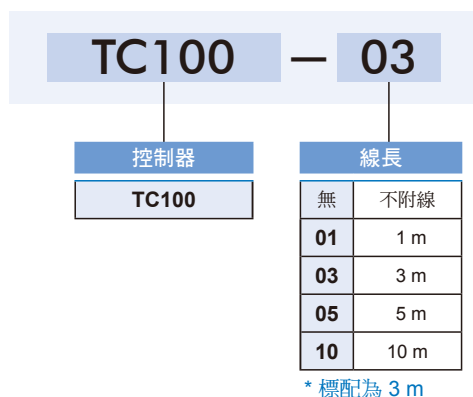 TC100 — 03
控制器
TC100
線長
無 不附線
01 1 m
03 3 m
05 5 m
10 10 m
* 標配為 3 m